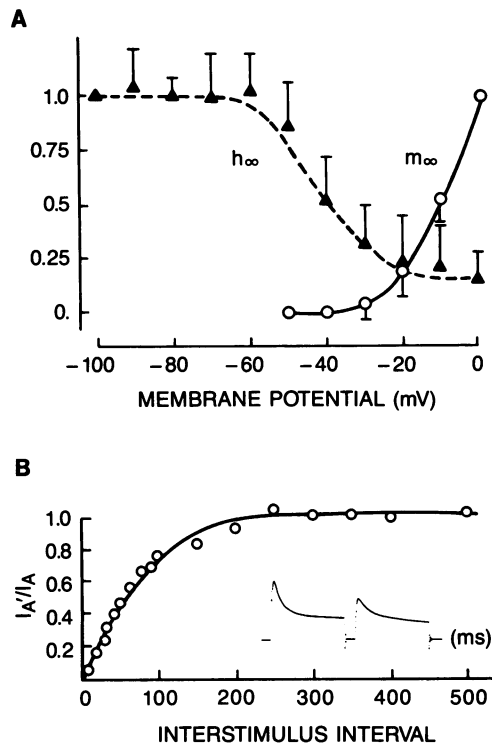 A
1.0
0.75
0.5
0.25
0.
h∞
m∞
−100 −80 −60 −40 −20 0
MEMBRANE POTENTIAL (mV)
B
1.0
0.8
0.6
0.4
0.2
IA'/IA
(ms)
0 100 200 300 400 500
INTERSTIMULUS INTERVAL